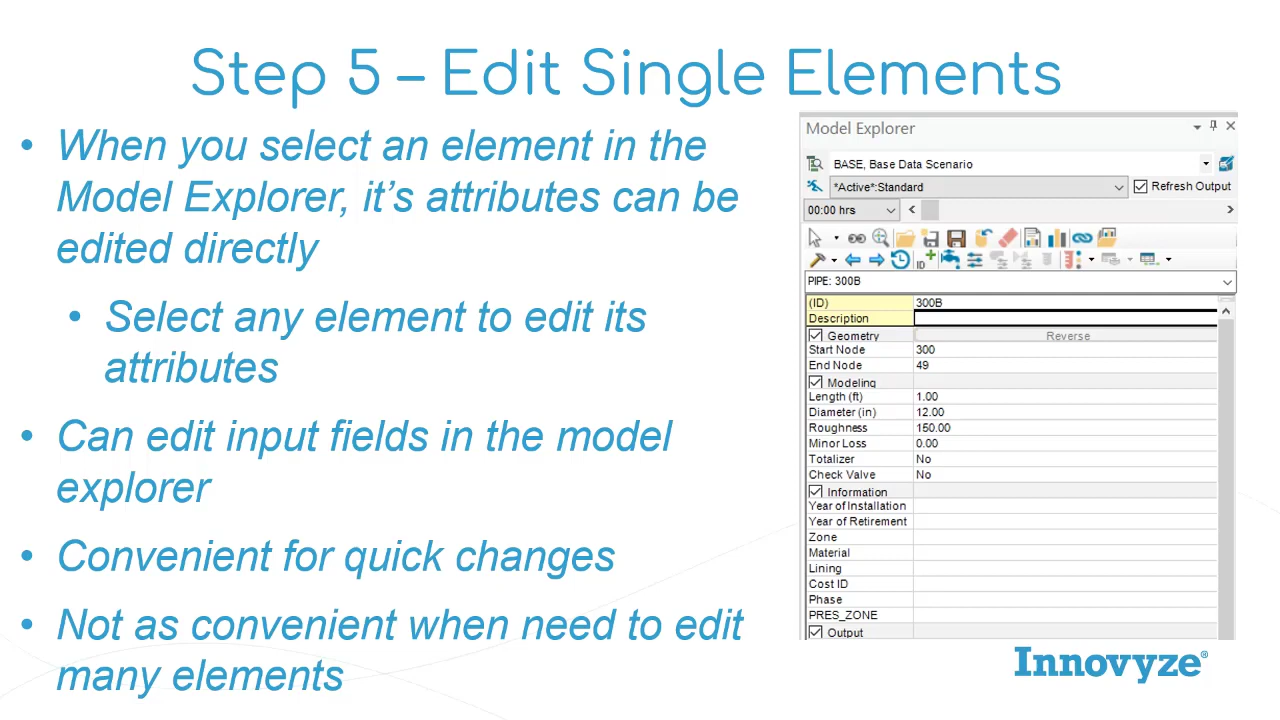 Step 5 – Edit Single Elements
• When you select an element in the
Model Explorer, it’s attributes can be
edited directly
• Select any element to edit its
attributes
• Can edit input fields in the model
explorer
• Convenient for quick changes
• Not as convenient when need to edit
many elements
Model Explorer
BASE, Base Data Scenario
*Active*:Standard
Refresh Output
00:00 hrs
ID
PIPE: 300B
(ID) 300B
Description
Geometry Reverse
Start Node 300
End Node 49
Modeling
Length (ft) 1.00
Diameter (in) 12.00
Roughness 150.00
Minor Loss 0.00
Totalizer No
Check Valve No
Information
Year of Installation
Year of Retirement
Zone
Material
Lining
Cost ID
Phase
PRES_ZONE
Output
Innovyze®